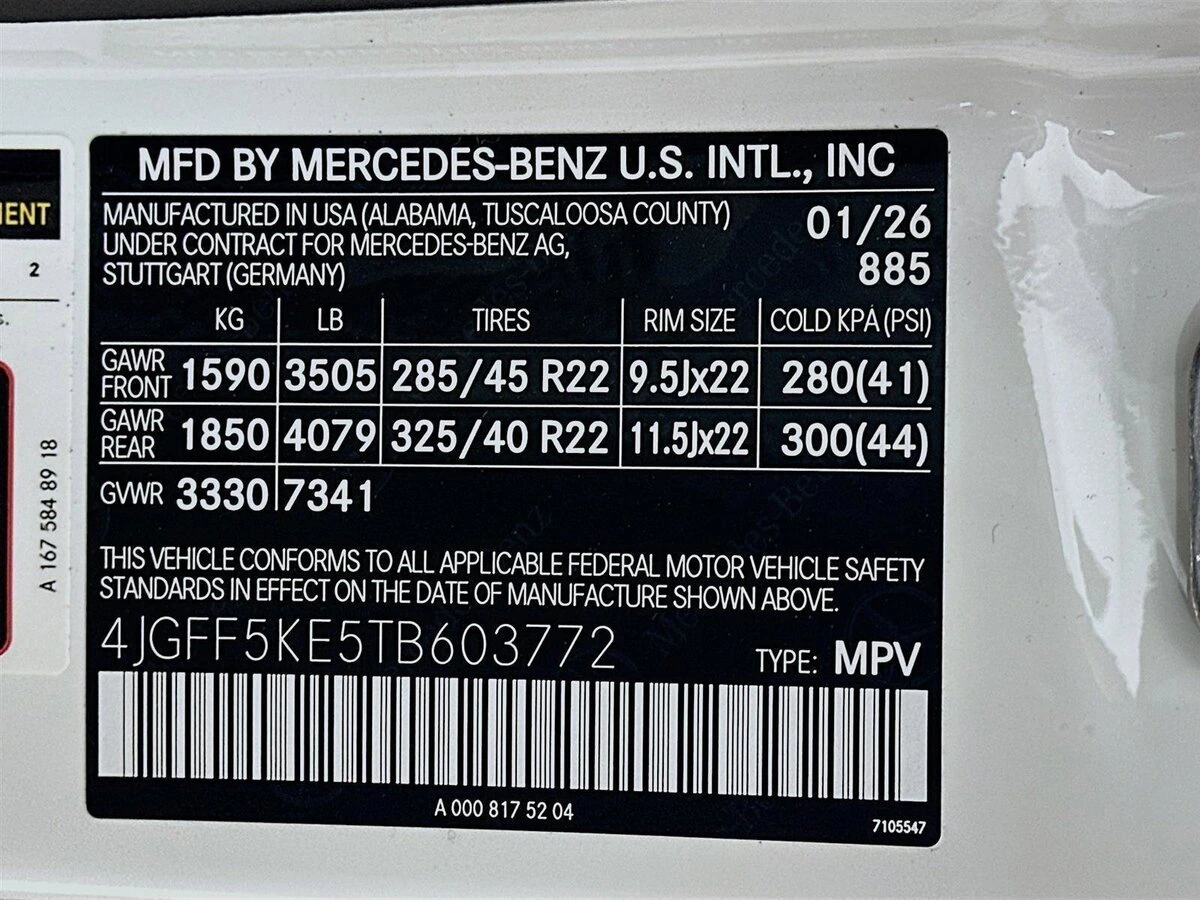 MFD BY MERCEDES-BENZ U.S. INTL., INC
MANUFACTURED IN USA (ALABAMA, TUSCALOOSA COUNTY) 01/26
UNDER CONTRACT FOR MERCEDES-BENZ AG,
STUTTGART (GERMANY) 885
KG LB TIRES RIM SIZE COLD KPA (PSI)
GAWR FRONT 1590 3505 285/45 R22 9.5Jx22 280(41)
GAWR REAR 1850 4079 325/40 R22 11.5Jx22 300(44)
GVWR 3330 7341
THIS VEHICLE CONFORMS TO ALL APPLICABLE FEDERAL MOTOR VEHICLE SAFETY
STANDARDS IN EFFECT ON THE DATE OF MANUFACTURE SHOWN ABOVE.
4JGFF5KE5TB603772 TYPE: MPV
A 000 817 52 04
7105547
2
A 167 584 89 18